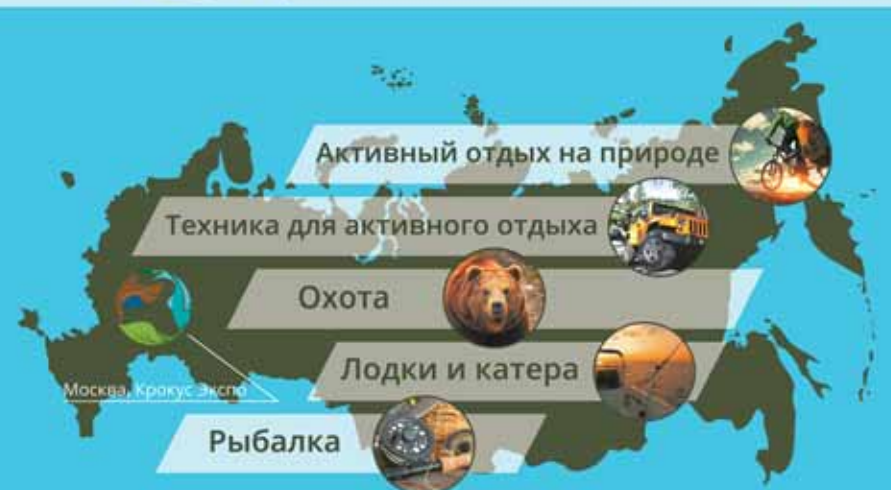 Активный отдых на природе
Техника для активного отдыха
Охота
Лодки и катера
Москва, Крокус Экспо
Рыбалка